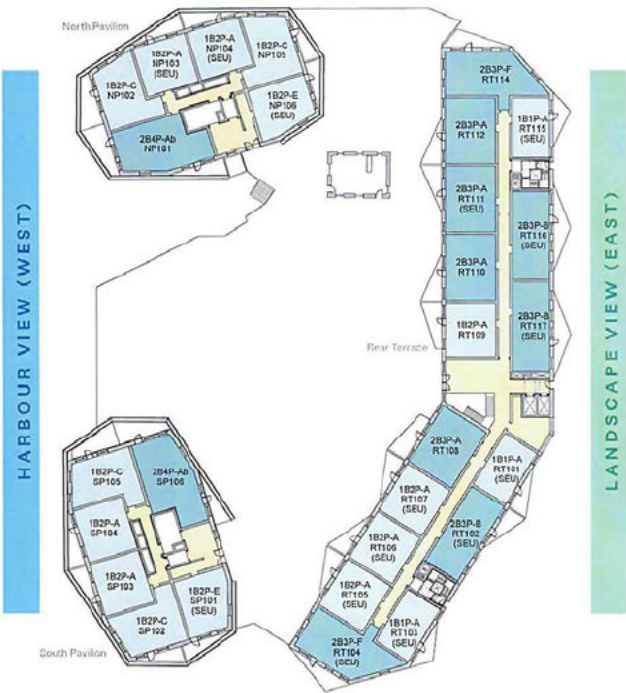 North Pavilion
1B2P-A
NP104
(SEU)
1B2P-C
NP105
1B2P-A
NP103
(SEU)
1B2P-C
NP102
1B2P-E
NP106
(SEU)
2B4P-Ab
NP101
2B3P-F
RT114
2B3P-A
RT112
1B1P-A
RT115
(SEU)
2B3P-A
RT111
(SEU)
2B3P-B
RT116
(SEU)
2B3P-A
RT110
2B3P-B
RT117
(SEU)
1B2P-A
RT109
Rear Terrace
HARBOUR VIEW (WEST)
LANDSCAPE VIEW (EAST)
2B3P-A
RT108
1B1P-A
RT101
(SEU)
1B2P-A
RT107
(SEU)
2B3P-B
RT102
(SEU)
1B2P-A
RT106
(SEU)
1B2P-A
RT105
(SEU)
1B1P-A
RT103
(SEU)
2B3P-F
RT104
(SEU)
1B2P-C
SP105
2B4P-Ab
SP106
1B2P-A
SP104
1B2P-A
SP103
1B2P-E
SP101
(SEU)
1B2P-C
SP102
South Pavilion